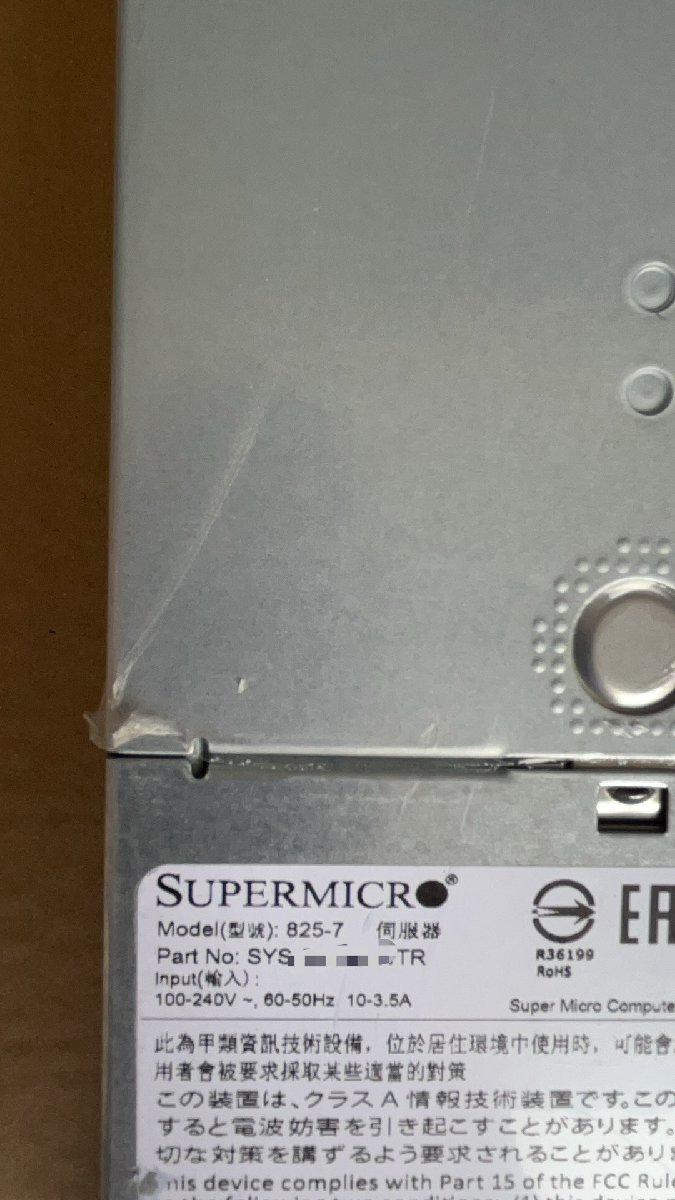 SUPERMICRO®
Model(型號): 825-7 伺服器
Part No: SYS TR
Input(輸入):
100-240V ~, 60-50Hz 10-3.5A
R36199
RoHS
EA
Super Micro Compute
此為甲類資訊技術設備，位於居住環境中使用時，可能會
用者會被要求採取某些適當的對策
この装置は、クラス A 情報技術装置です。この
すると電波妨害を引き起こすことがあります。
切な対策を講ずるよう要求されることがあり
his device complies with Part 15 of the FCC Rule